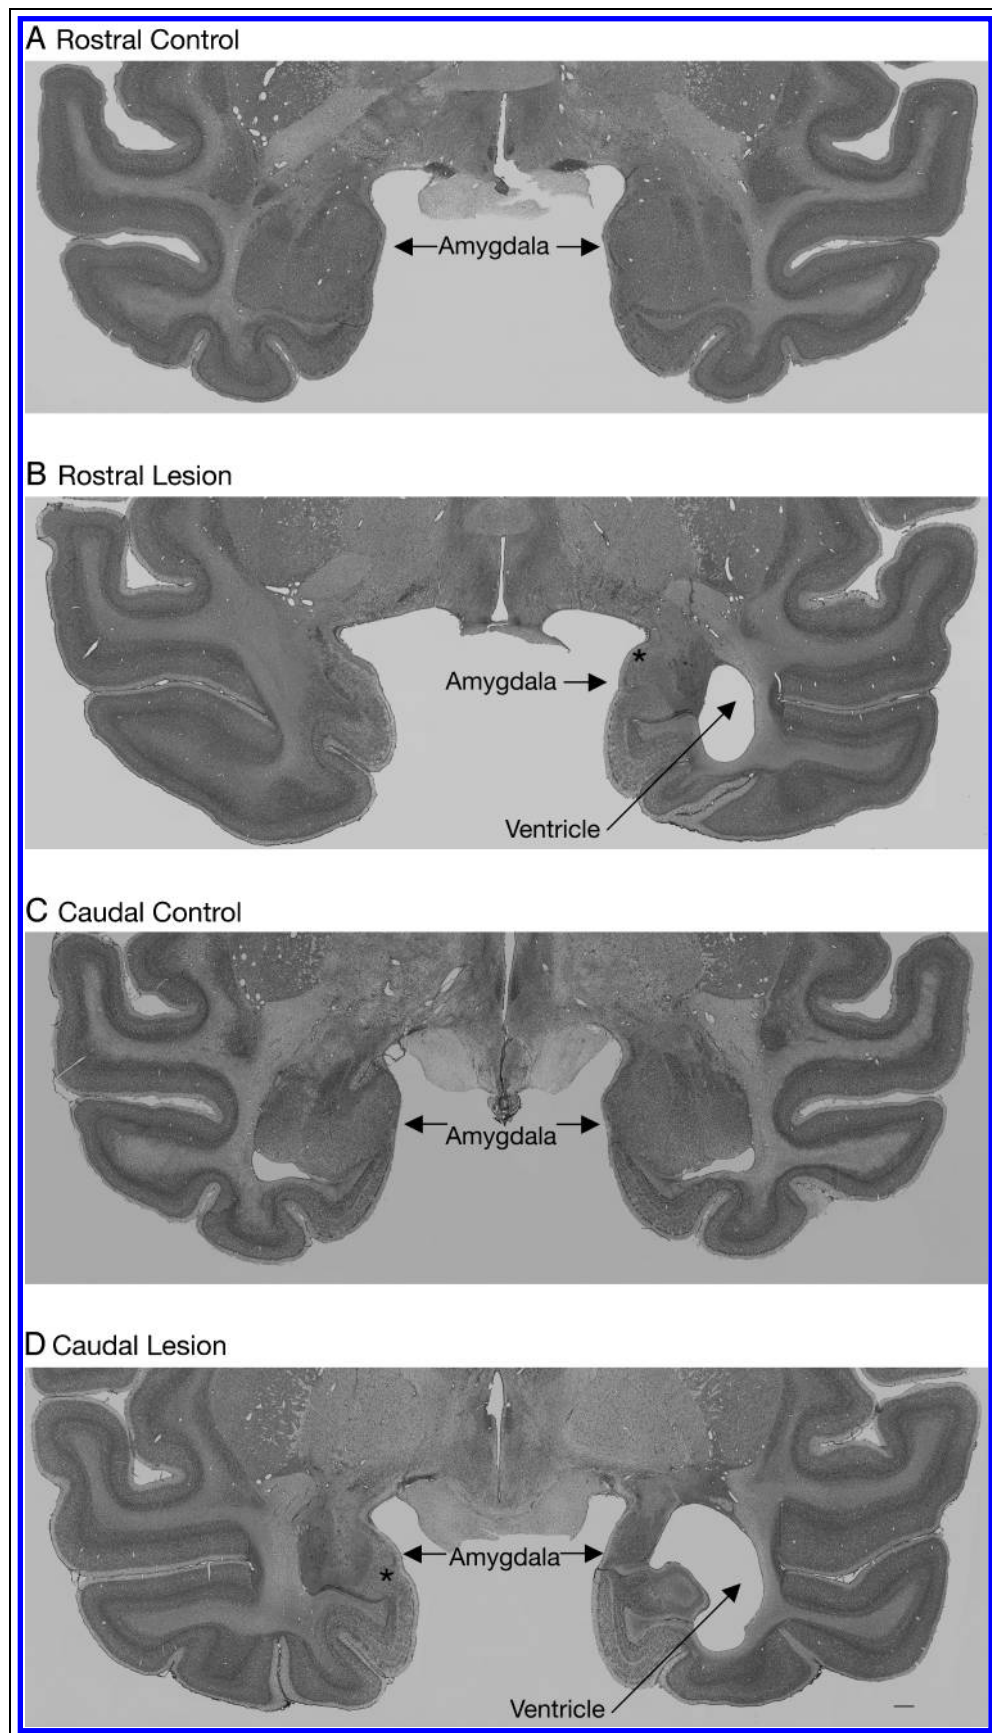 A Rostral Control
Amygdala
B Rostral Lesion
*
Amygdala
Ventricle
C Caudal Control
Amygdala
D Caudal Lesion
Amygdala
*
Ventricle